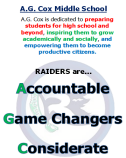 A.G. Cox Middle School
A.G. Cox is dedicated to preparing
students for high school and
beyond, inspiring them to grow
academically and socially, and
empowering them to become
productive citizens.
RAIDERS are...
Accountable
Game Changers
Considerate